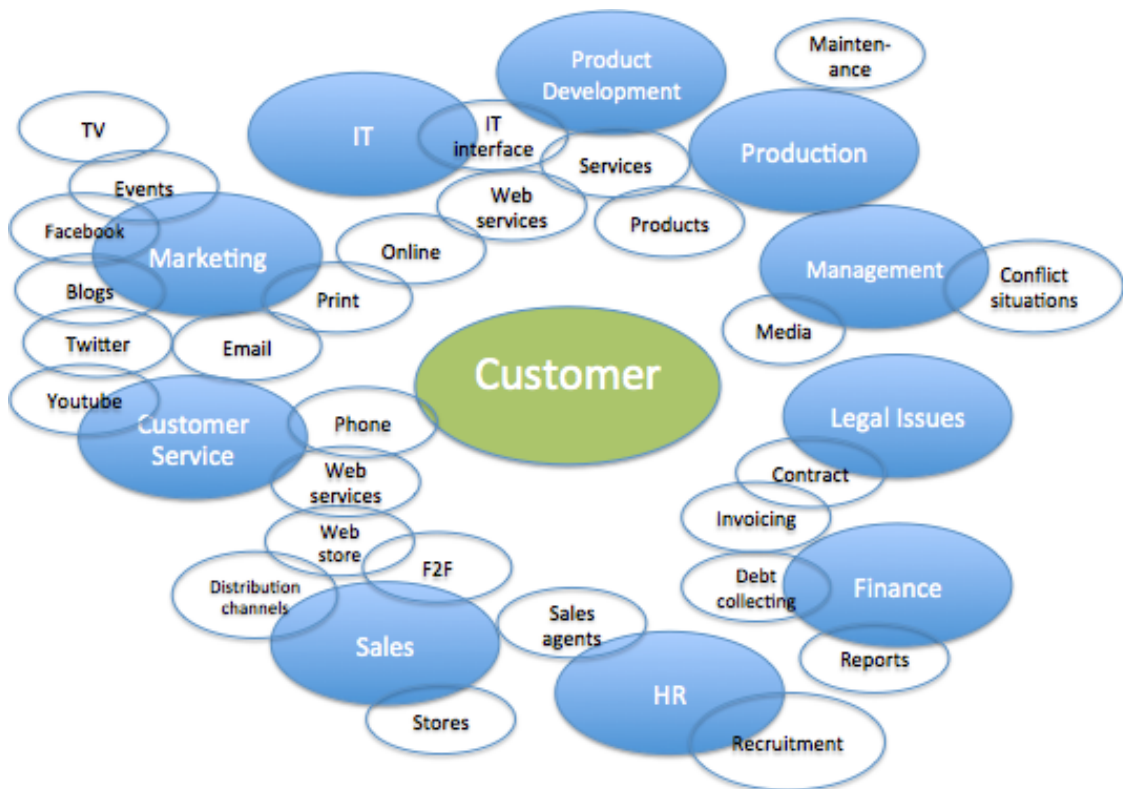 Product
Development
Mainten-
ance
IT
IT
interface
Services
Production
TV
Events
Web
services
Products
Facebook
Marketing
Online
Management
Conflict
situations
Blogs
Print
Media
Twitter
Email
Customer
Youtube
Customer
Service
Phone
Legal Issues
Web
services
Contract
Invoicing
Web
store
F2F
Distribution
channels
Debt
collecting
Finance
Sales
Sales
agents
Reports
HR
Stores
Recruitment